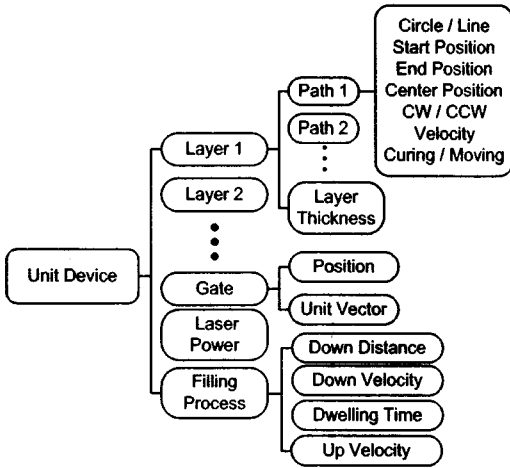 Circle / Line
Start Position
End Position
Center Position
CW / CCW
Velocity
Curing / Moving
Path 1
Path 2
Layer
Thickness
Layer 1
Layer 2
Unit Device
Gate
Position
Unit Vector
Laser
Power
Filling
Process
Down Distance
Down Velocity
Dwelling Time
Up Velocity